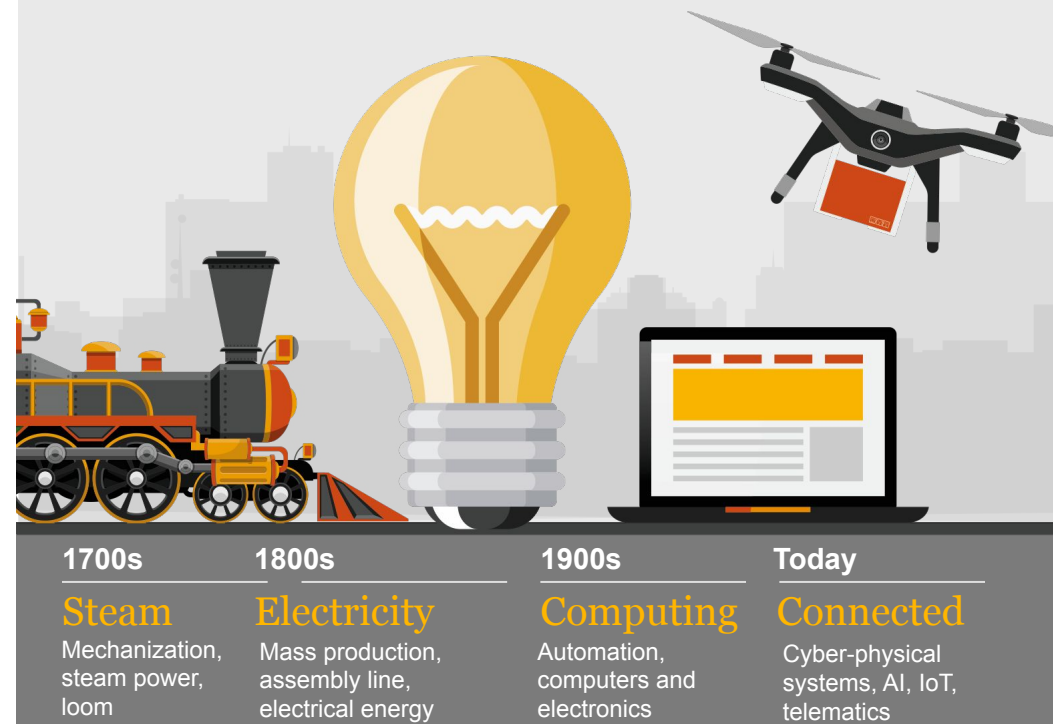 1700s
Steam
Mechanization,
steam power,
loom
1800s
Electricity
Mass production,
assembly line,
electrical energy
1900s
Computing
Automation,
computers and
electronics
Today
Connected
Cyber-physical
systems, AI, IoT,
telematics